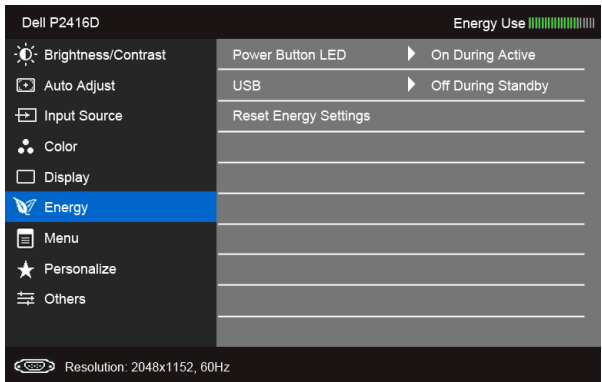 Dell P2416D Energy Use
Brightness/Contrast Power Button LED On During Active
Auto Adjust USB Off During Standby
Input Source Reset Energy Settings
Color
Display
Energy
Menu
Personalize
Others
Resolution: 2048x1152, 60Hz